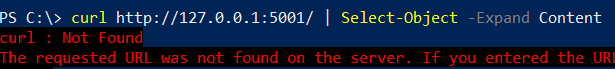 PS C:\> curl http://127.0.0.1:5001/ | Select-Object -Expand Content
curl : Not Found
The requested URL was not found on the server. If you entered the UR